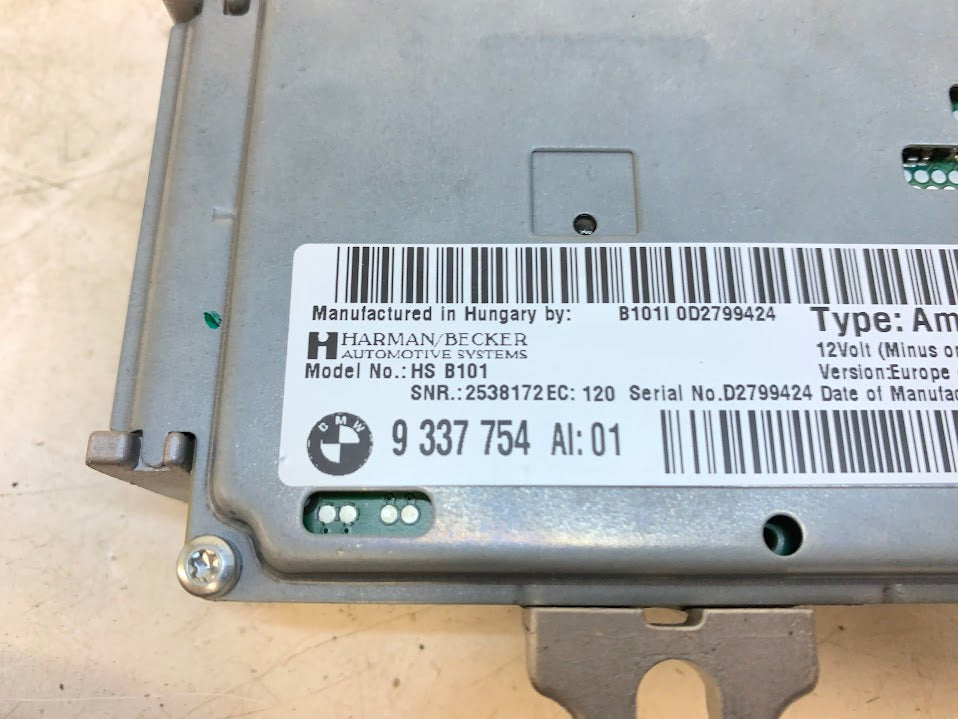 Manufactured in Hungary by: B101I 0D2799424 Type: Am
HARMAN/BECKER
AUTOMOTIVE SYSTEMS 12Volt (Minus or
Model No.: HS B101 Version:Europe
SNR.:2538172 EC: 120 Serial No.D2799424 Date of Manufac
BMW 9 337 754 AI: 01